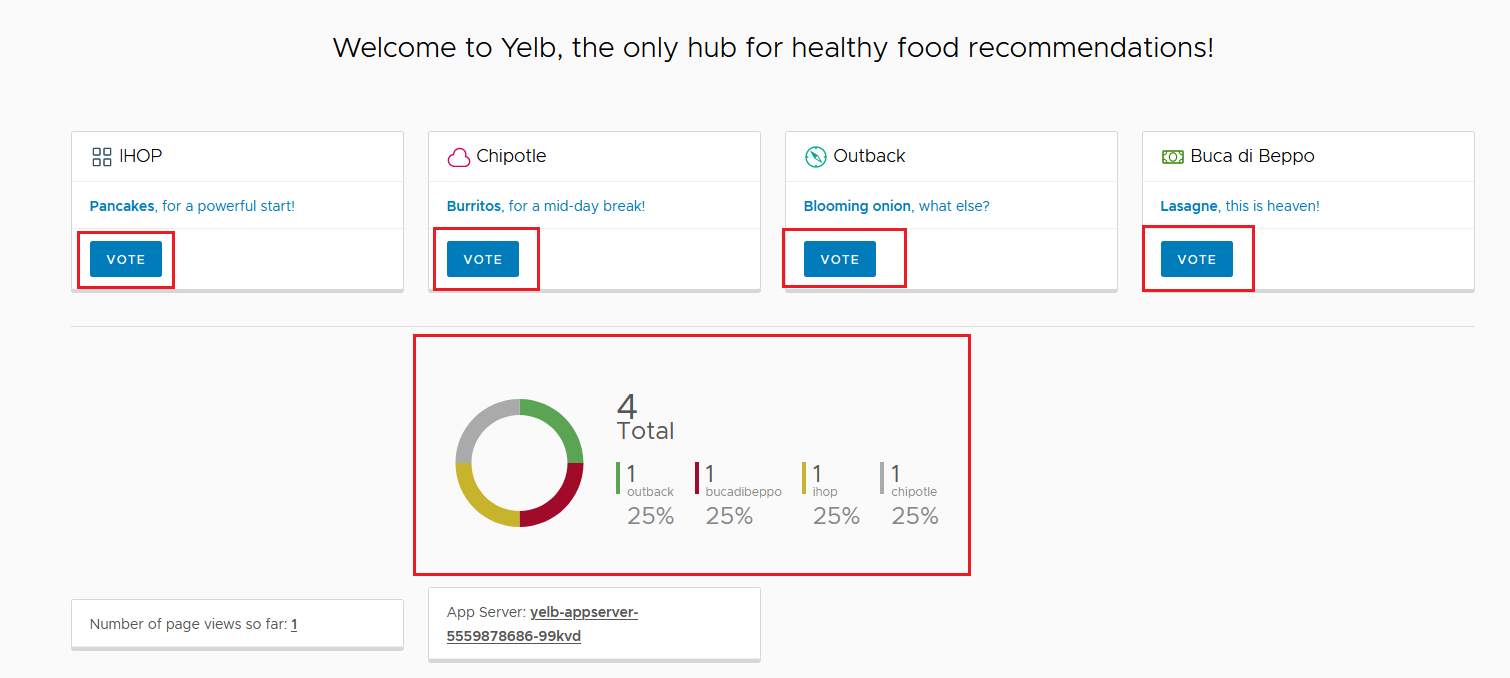 Welcome to Yelb, the only hub for healthy food recommendations!
IHOP
Pancakes, for a powerful start!
VOTE
Chipotle
Burritos, for a mid-day break!
VOTE
Outback
Blooming onion, what else?
VOTE
Buca di Beppo
Lasagne, this is heaven!
VOTE
4
Total
1
outback
25%
1
bucadibeppo
25%
1
ihop
25%
1
chipotle
25%
Number of page views so far: 1
App Server: yelb-appserver-
5559878686-99kvd